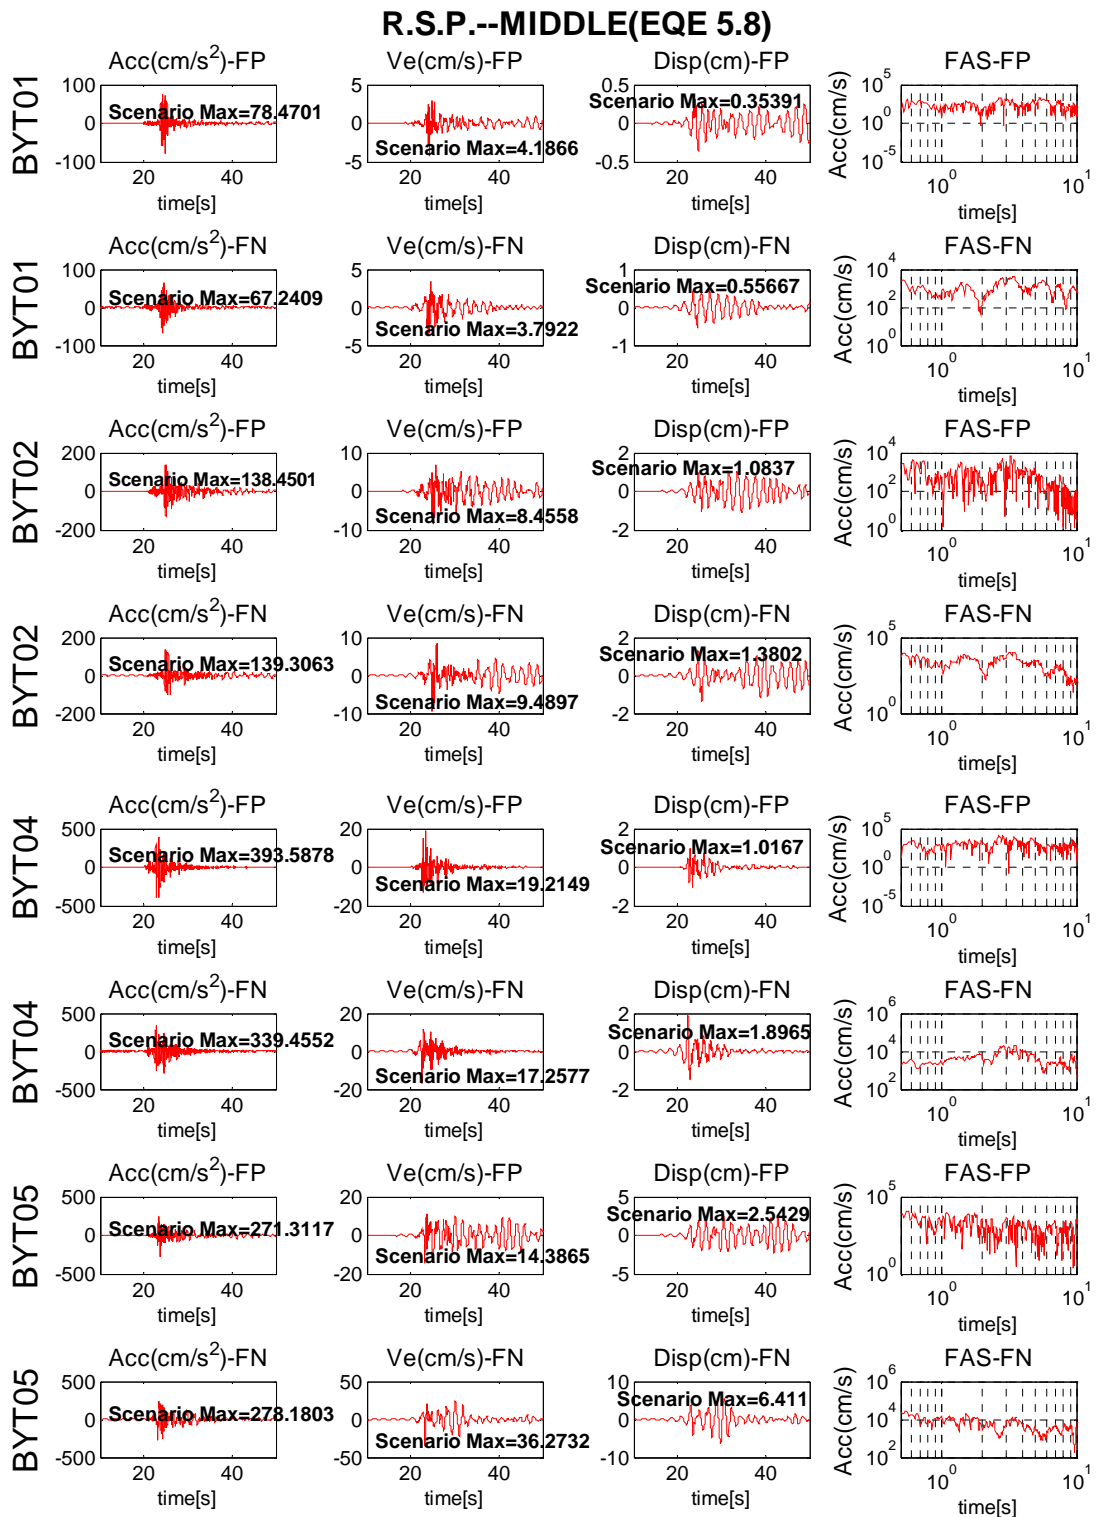 R.S.P.--MIDDLE(EQE 5.8)
BYT01
Acc(cm/s²)-FP
100
0
-100
Scenario Max=78.4701
20 40
time[s]
Ve(cm/s)-FP
5
0
-5
Scenario Max=4.1866
20 40
time[s]
Disp(cm)-FP
0.5
0
-0.5
Scenario Max=0.35391
20 40
time[s]
FAS-FP
Acc(cm/s)
10^5
10^0
10^-5
10^0 10^1
time[s]
BYT01
Acc(cm/s²)-FN
100
0
-100
Scenario Max=67.2409
20 40
time[s]
Ve(cm/s)-FN
5
0
-5
Scenario Max=3.7922
20 40
time[s]
Disp(cm)-FN
1
0
-1
Scenario Max=0.55667
20 40
time[s]
FAS-FN
Acc(cm/s)
10^4
10^2
10^0
10^0 10^1
time[s]
BYT02
Acc(cm/s²)-FP
200
0
-200
Scenario Max=138.4501
20 40
time[s]
Ve(cm/s)-FP
10
0
-10
Scenario Max=8.4558
20 40
time[s]
Disp(cm)-FP
2
0
-2
Scenario Max=1.0837
20 40
time[s]
FAS-FP
Acc(cm/s)
10^4
10^2
10^0
10^0 10^1
time[s]
BYT02
Acc(cm/s²)-FN
200
0
-200
Scenario Max=139.3063
20 40
time[s]
Ve(cm/s)-FN
10
0
-10
Scenario Max=9.4897
20 40
time[s]
Disp(cm)-FN
2
0
-2
Scenario Max=1.3802
20 40
time[s]
FAS-FN
Acc(cm/s)
10^5
10^0
10^0 10^1
time[s]
BYT04
Acc(cm/s²)-FP
500
0
-500
Scenario Max=393.5878
20 40
time[s]
Ve(cm/s)-FP
20
0
-20
Scenario Max=19.2149
20 40
time[s]
Disp(cm)-FP
2
0
-2
Scenario Max=1.0167
20 40
time[s]
FAS-FP
Acc(cm/s)
10^5
10^0
10^-5
10^0 10^1
time[s]
BYT04
Acc(cm/s²)-FN
500
0
-500
Scenario Max=339.4552
20 40
time[s]
Ve(cm/s)-FN
20
0
-20
Scenario Max=17.2577
20 40
time[s]
Disp(cm)-FN
2
0
-2
Scenario Max=1.8965
20 40
time[s]
FAS-FN
Acc(cm/s)
10^6
10^4
10^2
10^0 10^1
time[s]
BYT05
Acc(cm/s²)-FP
500
0
-500
Scenario Max=271.3117
20 40
time[s]
Ve(cm/s)-FP
20
0
-20
Scenario Max=14.3865
20 40
time[s]
Disp(cm)-FP
5
0
-5
Scenario Max=2.5429
20 40
time[s]
FAS-FP
Acc(cm/s)
10^5
10^0
10^0 10^1
time[s]
BYT05
Acc(cm/s²)-FN
500
0
-500
Scenario Max=278.1803
20 40
time[s]
Ve(cm/s)-FN
50
0
-50
Scenario Max=36.2732
20 40
time[s]
Disp(cm)-FN
10
0
-10
Scenario Max=6.411
20 40
time[s]
FAS-FN
Acc(cm/s)
10^6
10^4
10^2
10^0 10^1
time[s]